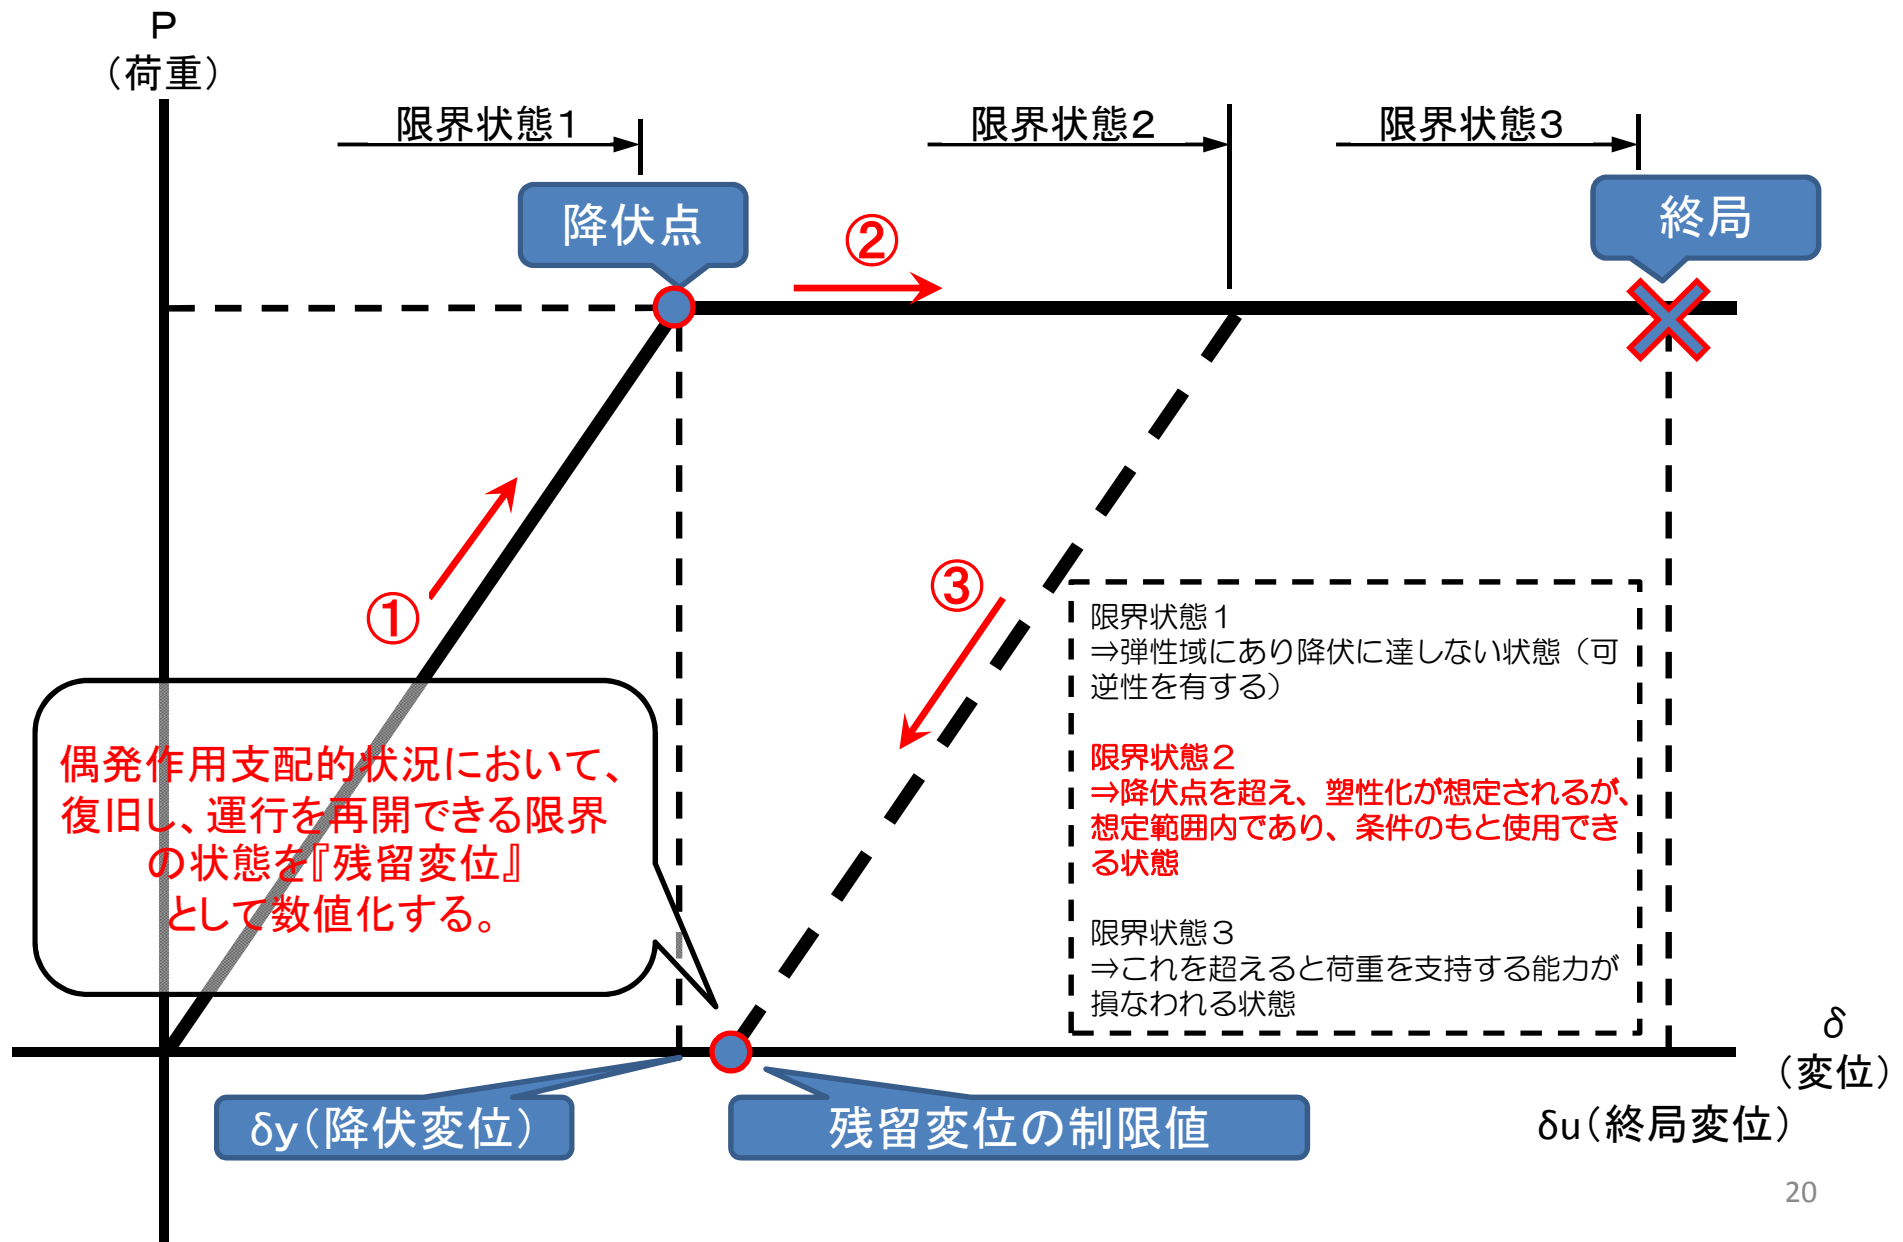 P
（荷重）
限界状態１
限界状態２
限界状態３
降伏点
終局
②
①
③
偶発作用支配的状況において、
復旧し、運行を再開できる限界
の状態を『残留変位』
として数値化する。
限界状態１
⇒弾性域にあり降伏に達しない状態（可
逆性を有する）
限界状態２
⇒降伏点を超え、塑性化が想定されるが、
想定範囲内であり、条件のもと使用でき
る状態
限界状態３
⇒これを超えると荷重を支持する能力が
損なわれる状態
δ
（変位）
δy（降伏変位）
残留変位の制限値
δu（終局変位）
20